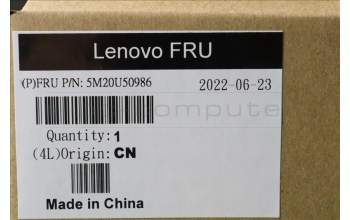 Lenovo FRU
(P)FRU P/N: 5M20U50986 2022-06-23
Quantity: 1
(4L)Origin: CN
Made in China